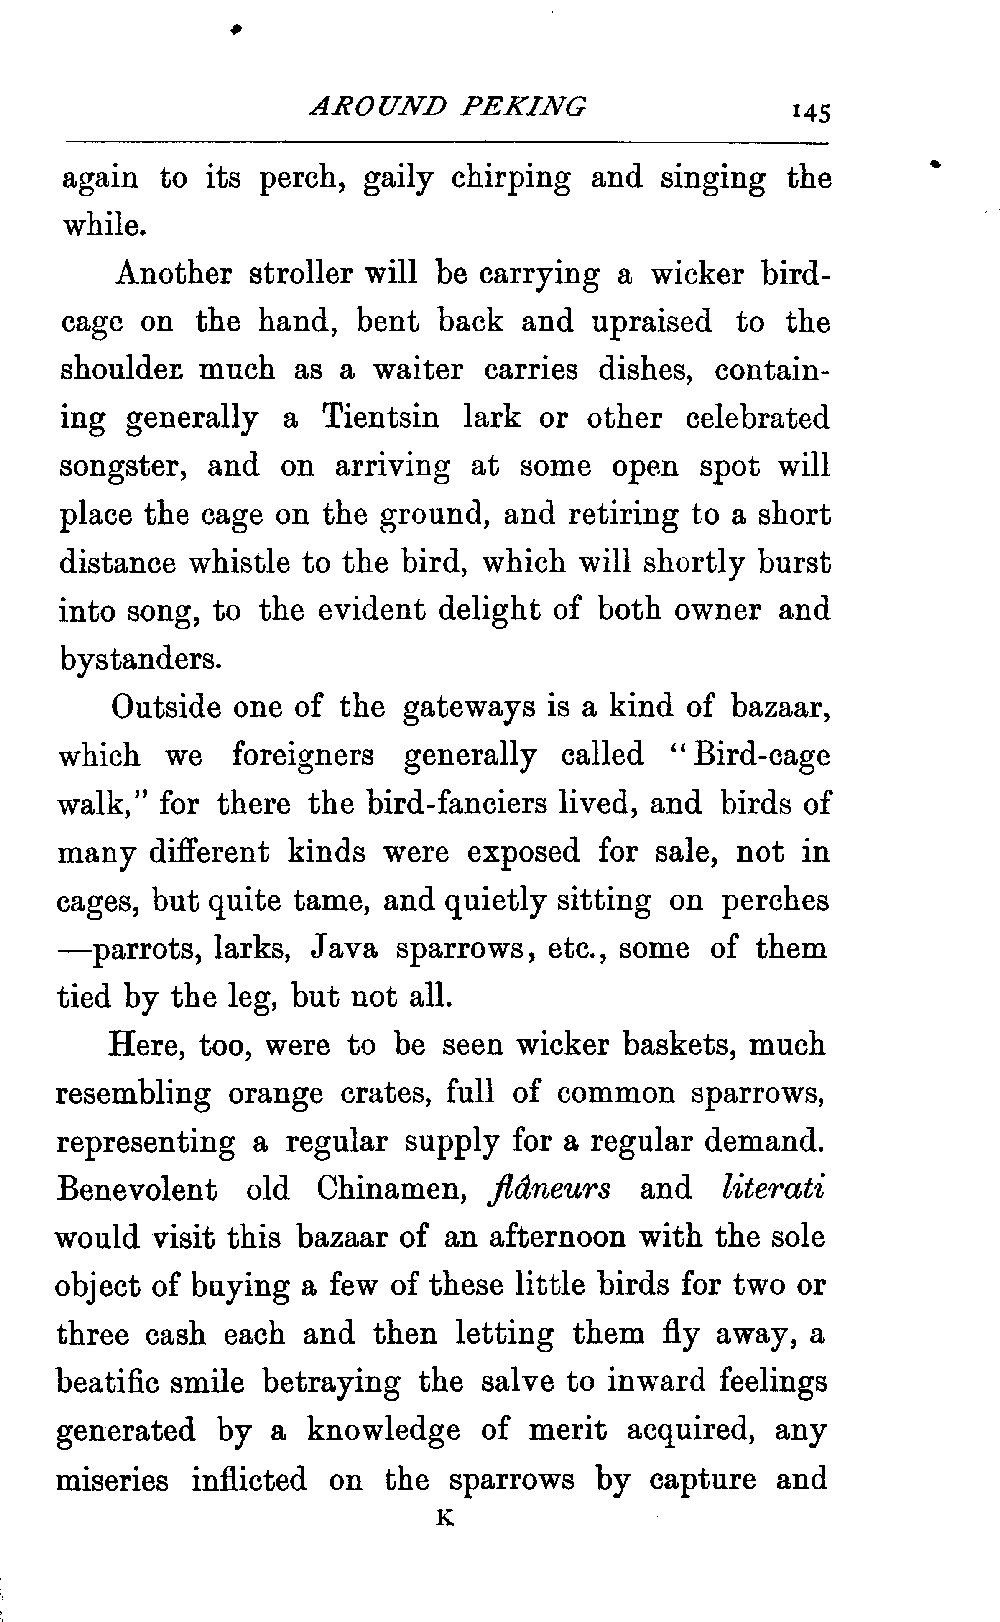 AROUND PEKING 145
again to its perch, gaily chirping and singing the
while.
Another stroller will be carrying a wicker bird-
cage on the hand, bent back and upraised to the
shoulder much as a waiter carries dishes, contain-
ing generally a Tientsin lark or other celebrated
songster, and on arriving at some open spot will
place the cage on the ground, and retiring to a short
distance whistle to the bird, which will shortly burst
into song, to the evident delight of both owner and
bystanders.
Outside one of the gateways is a kind of bazaar,
which we foreigners generally called “Bird-cage
walk,” for there the bird-fanciers lived, and birds of
many different kinds were exposed for sale, not in
cages, but quite tame, and quietly sitting on perches
—parrots, larks, Java sparrows, etc., some of them
tied by the leg, but not all.
Here, too, were to be seen wicker baskets, much
resembling orange crates, full of common sparrows,
representing a regular supply for a regular demand.
Benevolent old Chinamen, flâneurs and literati
would visit this bazaar of an afternoon with the sole
object of buying a few of these little birds for two or
three cash each and then letting them fly away, a
beatific smile betraying the salve to inward feelings
generated by a knowledge of merit acquired, any
miseries inflicted on the sparrows by capture and
K